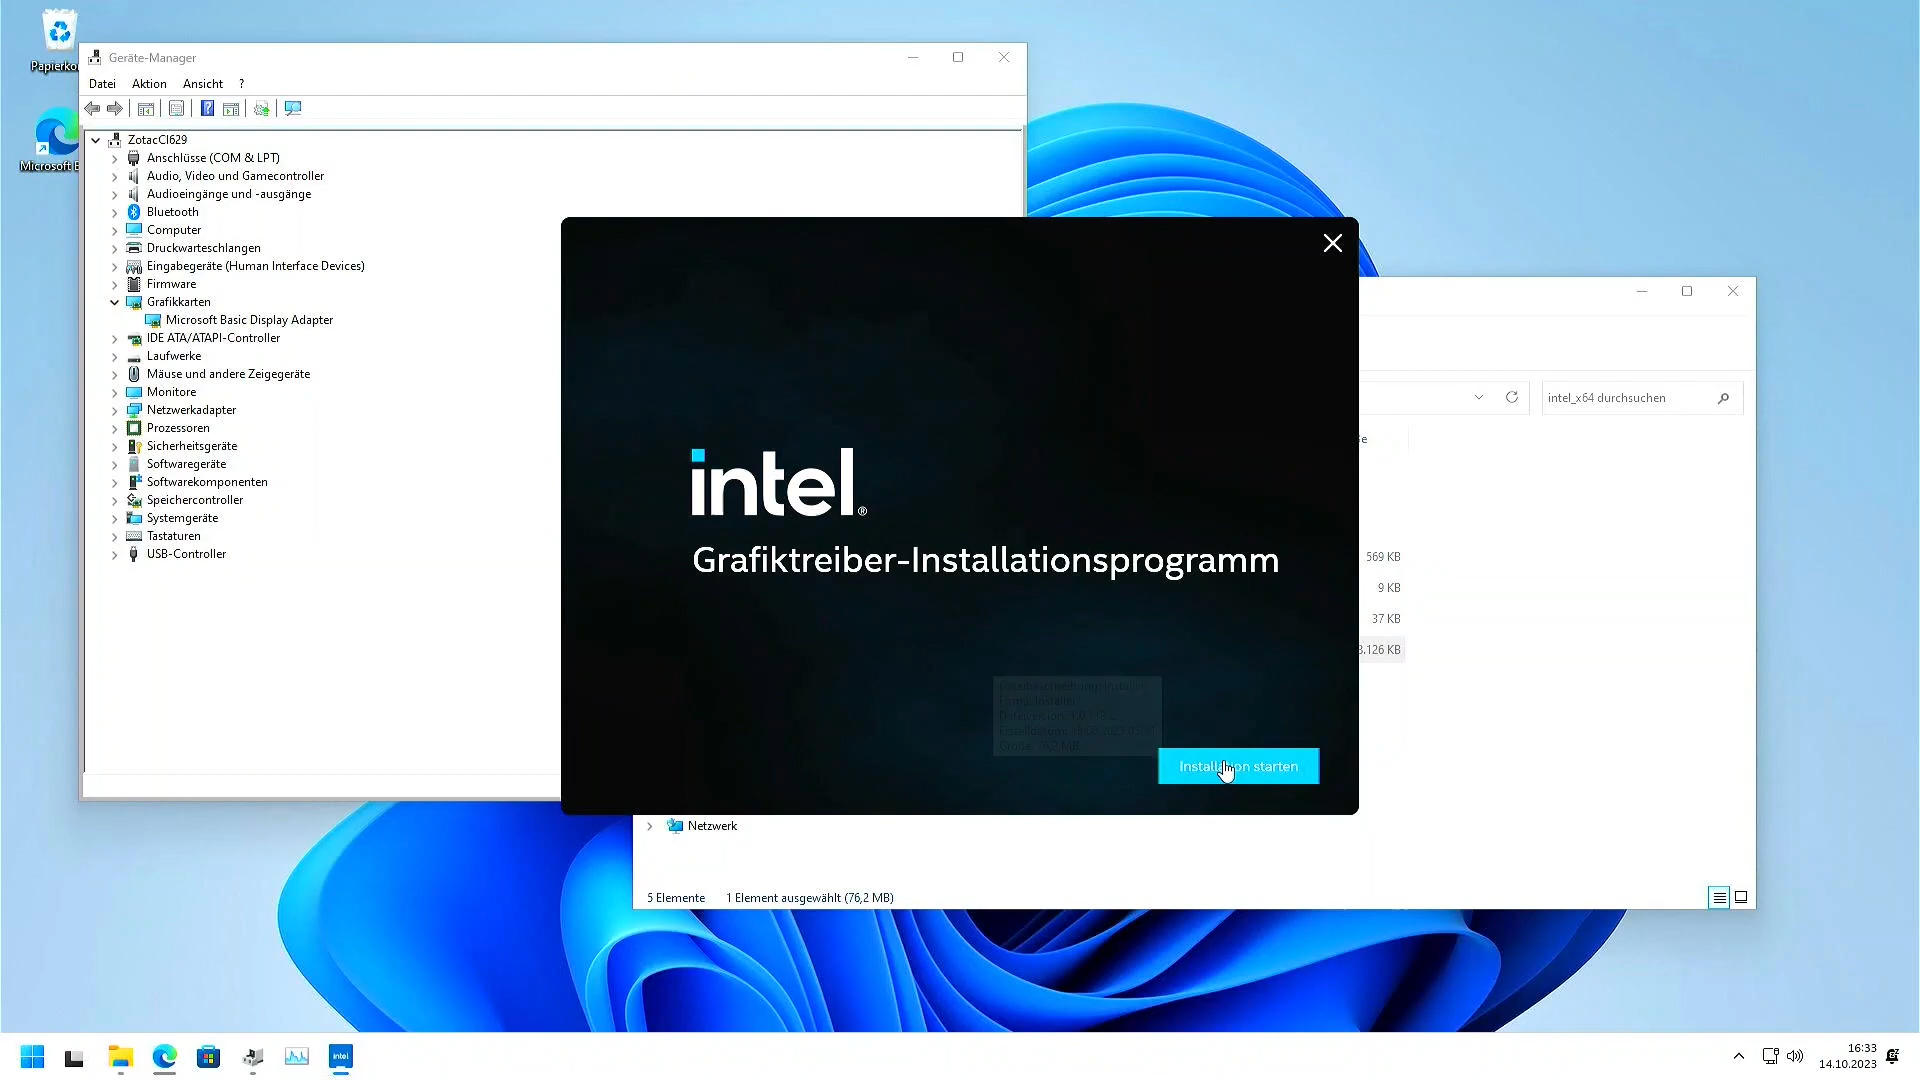 Geräte-Manager
Datei Aktion Ansicht ?
ZotacCI629
Anschlüsse (COM & LPT)
Audio, Video und Gamecontroller
Audioeingänge und -ausgänge
Bluetooth
Computer
Druckwarteschlangen
Eingabegeräte (Human Interface Devices)
Firmware
Grafikkarten
Microsoft Basic Display Adapter
IDE ATA/ATAPI-Controller
Laufwerke
Mäuse und andere Zeigegeräte
Monitore
Netzwerkadapter
Prozessoren
Sicherheitsgeräte
Softwaregeräte
Softwarekomponenten
Speichercontroller
Systemgeräte
Tastaturen
USB-Controller
intel®
Grafiktreiber-Installationsprogramm
Installation starten
intel_x64 durchsuchen
569 KB
9 KB
37 KB
.126 KB
Netzwerk
5 Elemente 1 Element ausgewählt (76,2 MB)
intel
16:33
14.10.2023